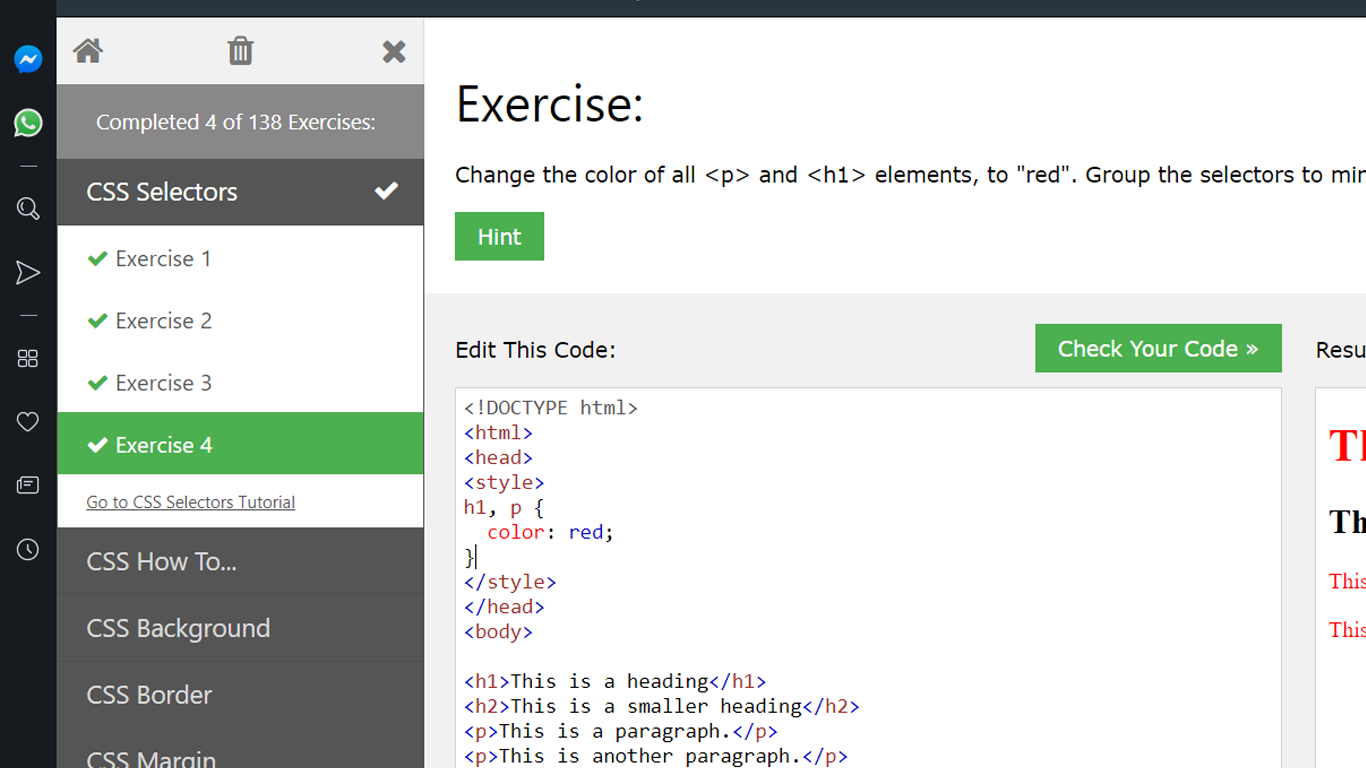 Completed 4 of 138 Exercises:
CSS Selectors
Exercise 1
Exercise 2
Exercise 3
Exercise 4
Go to CSS Selectors Tutorial
CSS How To...
CSS Background
CSS Border
CSS Margin
Exercise:
Change the color of all <p> and <h1> elements, to "red". Group the selectors to
Hint
Edit This Code:
Check Your Code »
<!DOCTYPE html>
<html>
<head>
<style>
h1, p {
  color: red;
}
</style>
</head>
<body>
<h1>This is a heading</h1>
<h2>This is a smaller heading</h2>
<p>This is a paragraph.</p>
<p>This is another paragraph.</p>
This
This